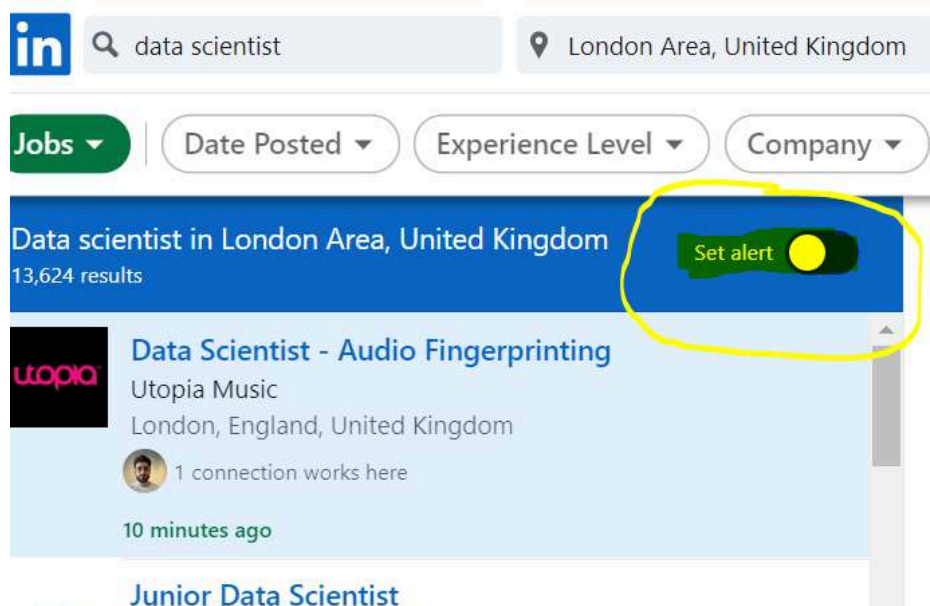 in data scientist London Area, United Kingdom
Jobs Date Posted Experience Level Company
Data scientist in London Area, United Kingdom
Set alert
13,624 results
utopia
Data Scientist - Audio Fingerprinting
Utopia Music
London, England, United Kingdom
1 connection works here
10 minutes ago
Junior Data Scientist